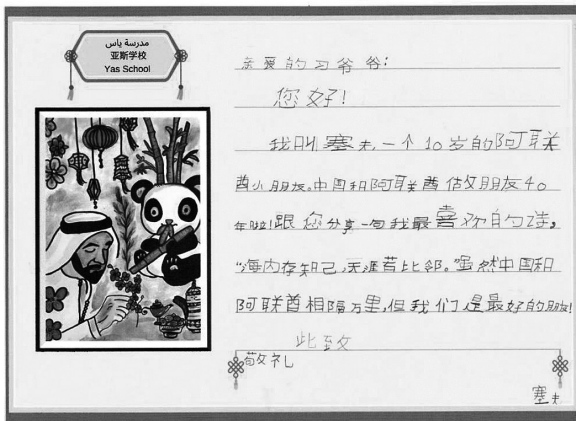 مدرسة ياس
亚斯学校
Yas School
亲爱的习爷爷:
您好!
我叫塞夫,一个10岁的阿联
酋小朋友。中国和阿联酋做朋友40
年啦!跟您分享一句我最喜欢的诗,
“海内存知己,天涯若比邻。”虽然中国和
阿联酋相隔万里,但我们是最好的朋友!
此致
敬礼
塞夫